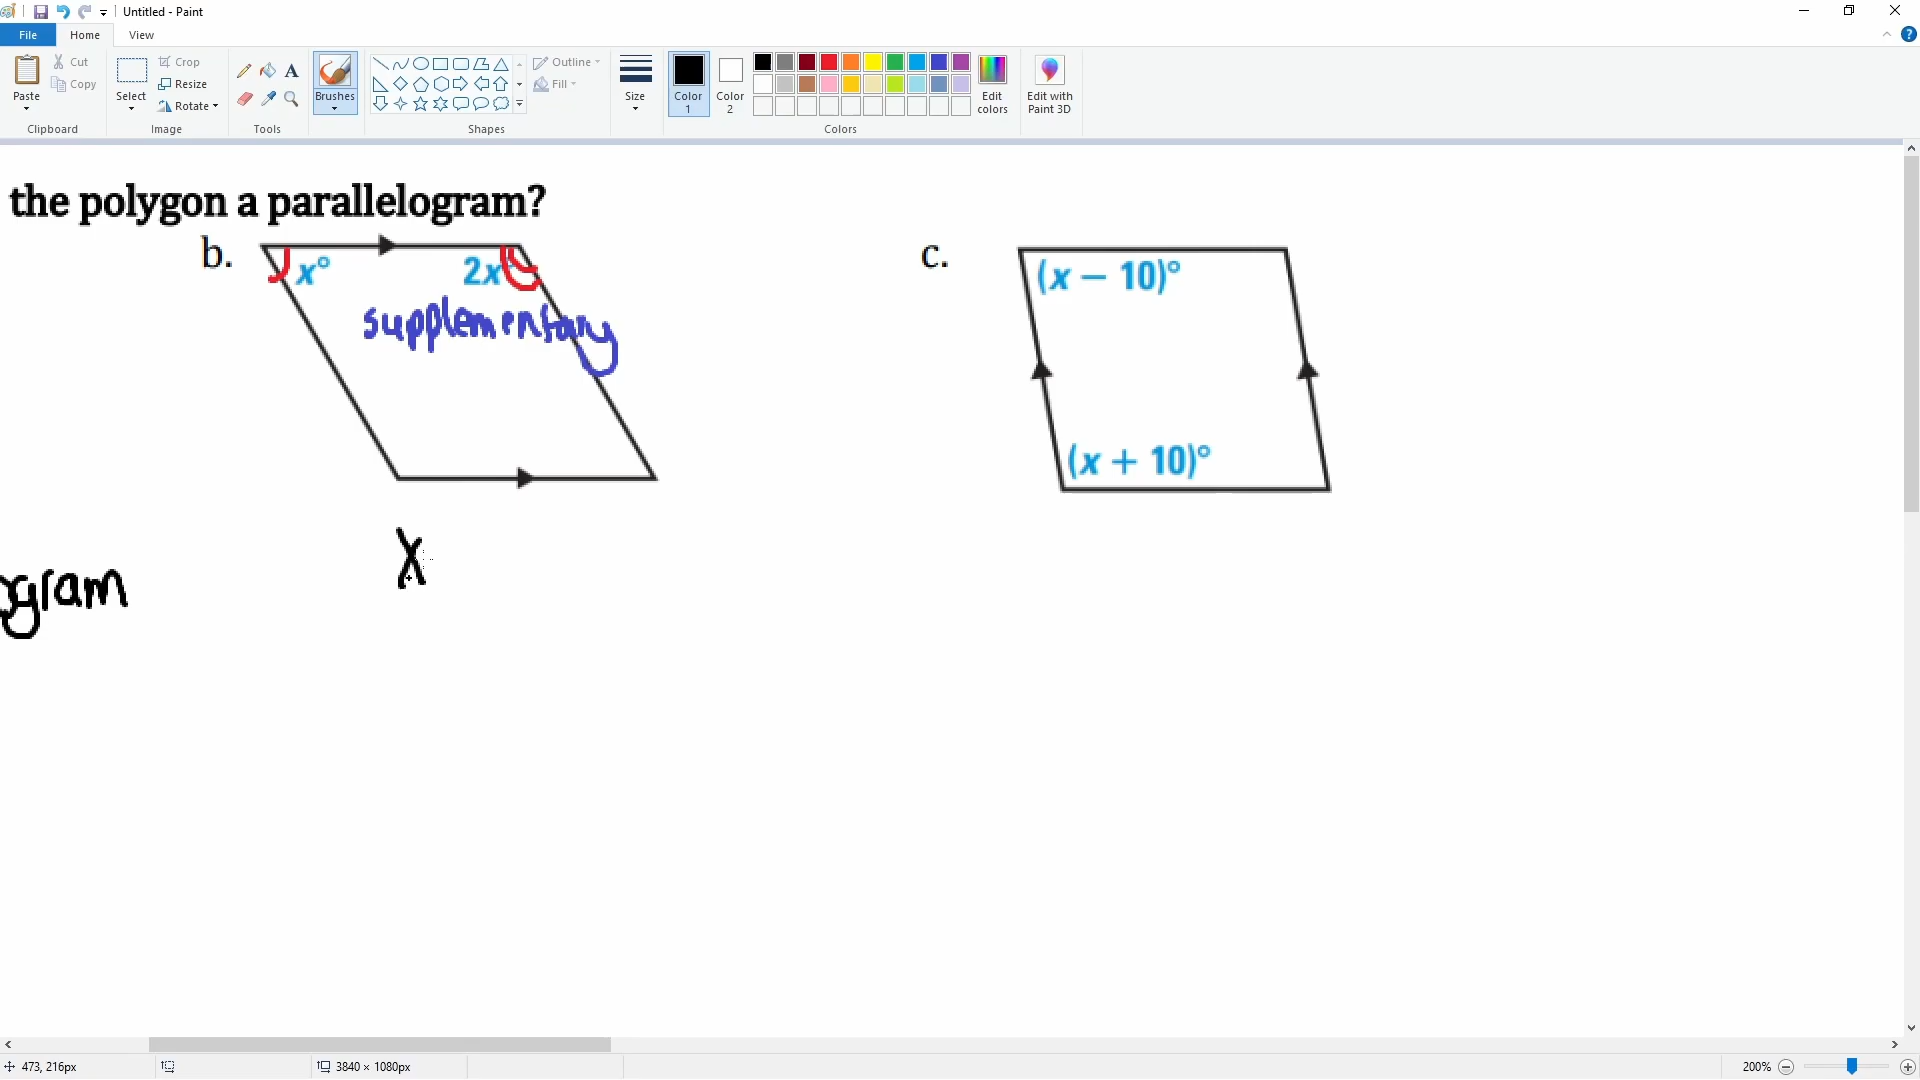 Untitled - Paint
File Home View
Paste
Cut
Copy
Clipboard
Select
Crop
Resize
Rotate
Image
A
Tools
Brushes
Shapes
Outline
Fill
Size
Color 1
Color 2
Colors
Edit colors
Edit with Paint 3D
the polygon a parallelogram?
b. x° 2x
supplementary
c. (x − 10)°
(x + 10)°
x
ogram
473, 216px
3840 × 1080px
200%